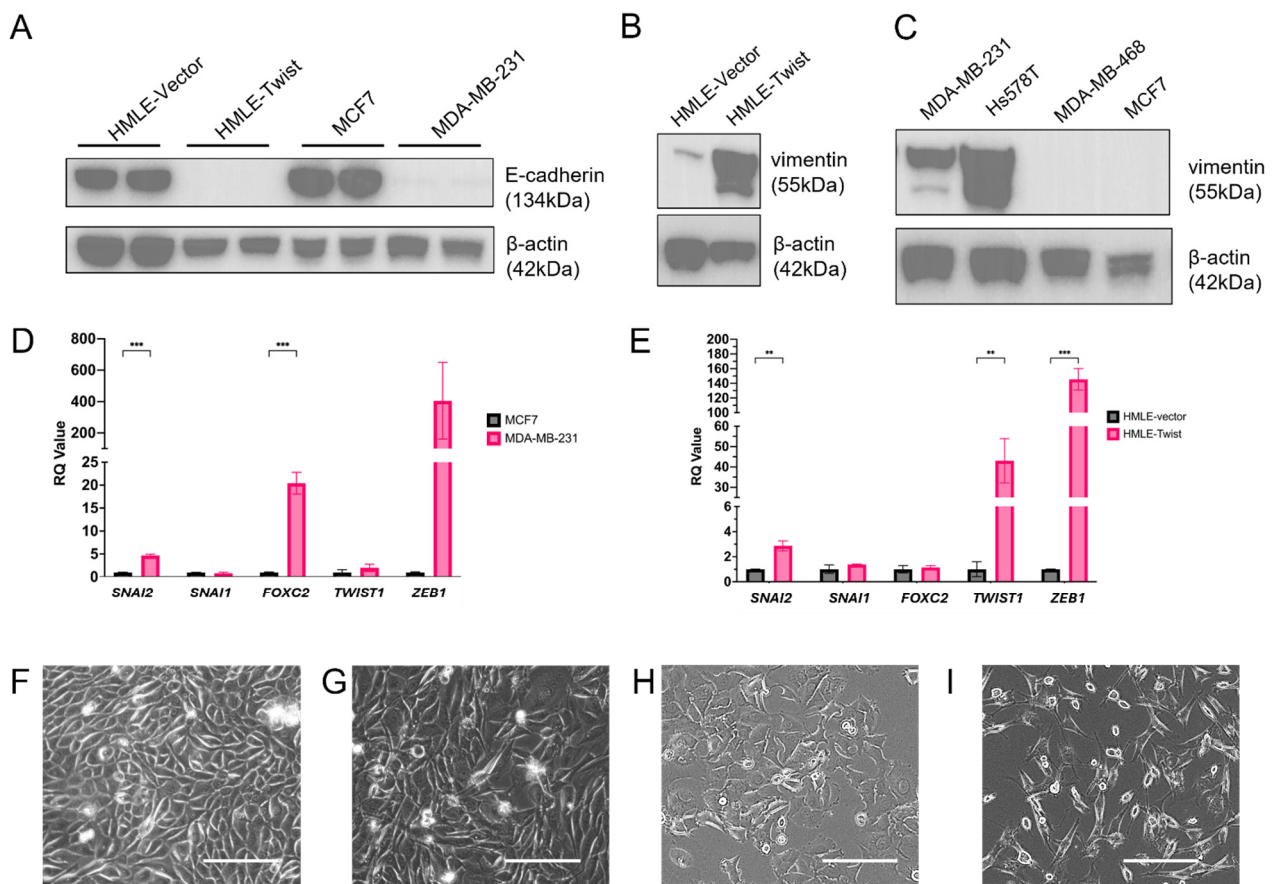 A
HMLE-Vector
HMLE-Twist
MCF7
MDA-MB-231
E-cadherin
(134kDa)
β-actin
(42kDa)
B
HMLE-Vector
HMLE-Twist
vimentin
(55kDa)
β-actin
(42kDa)
C
MDA-MB-231
Hs578T
MDA-MB-468
MCF7
vimentin
(55kDa)
β-actin
(42kDa)
D
RQ Value
800
600
400
25
20
15
10
5
0
***
***
SNAI2
SNAI1
FOXC2
TWIST1
ZEB1
MCF7
MDA-MB-231
E
RQ Value
200
180
160
140
120
100
80
60
50
40
30
6
4
2
0
**
**
***
SNAI2
SNAI1
FOXC2
TWIST1
ZEB1
HMLE-vector
HMLE-Twist
F
G
H
I